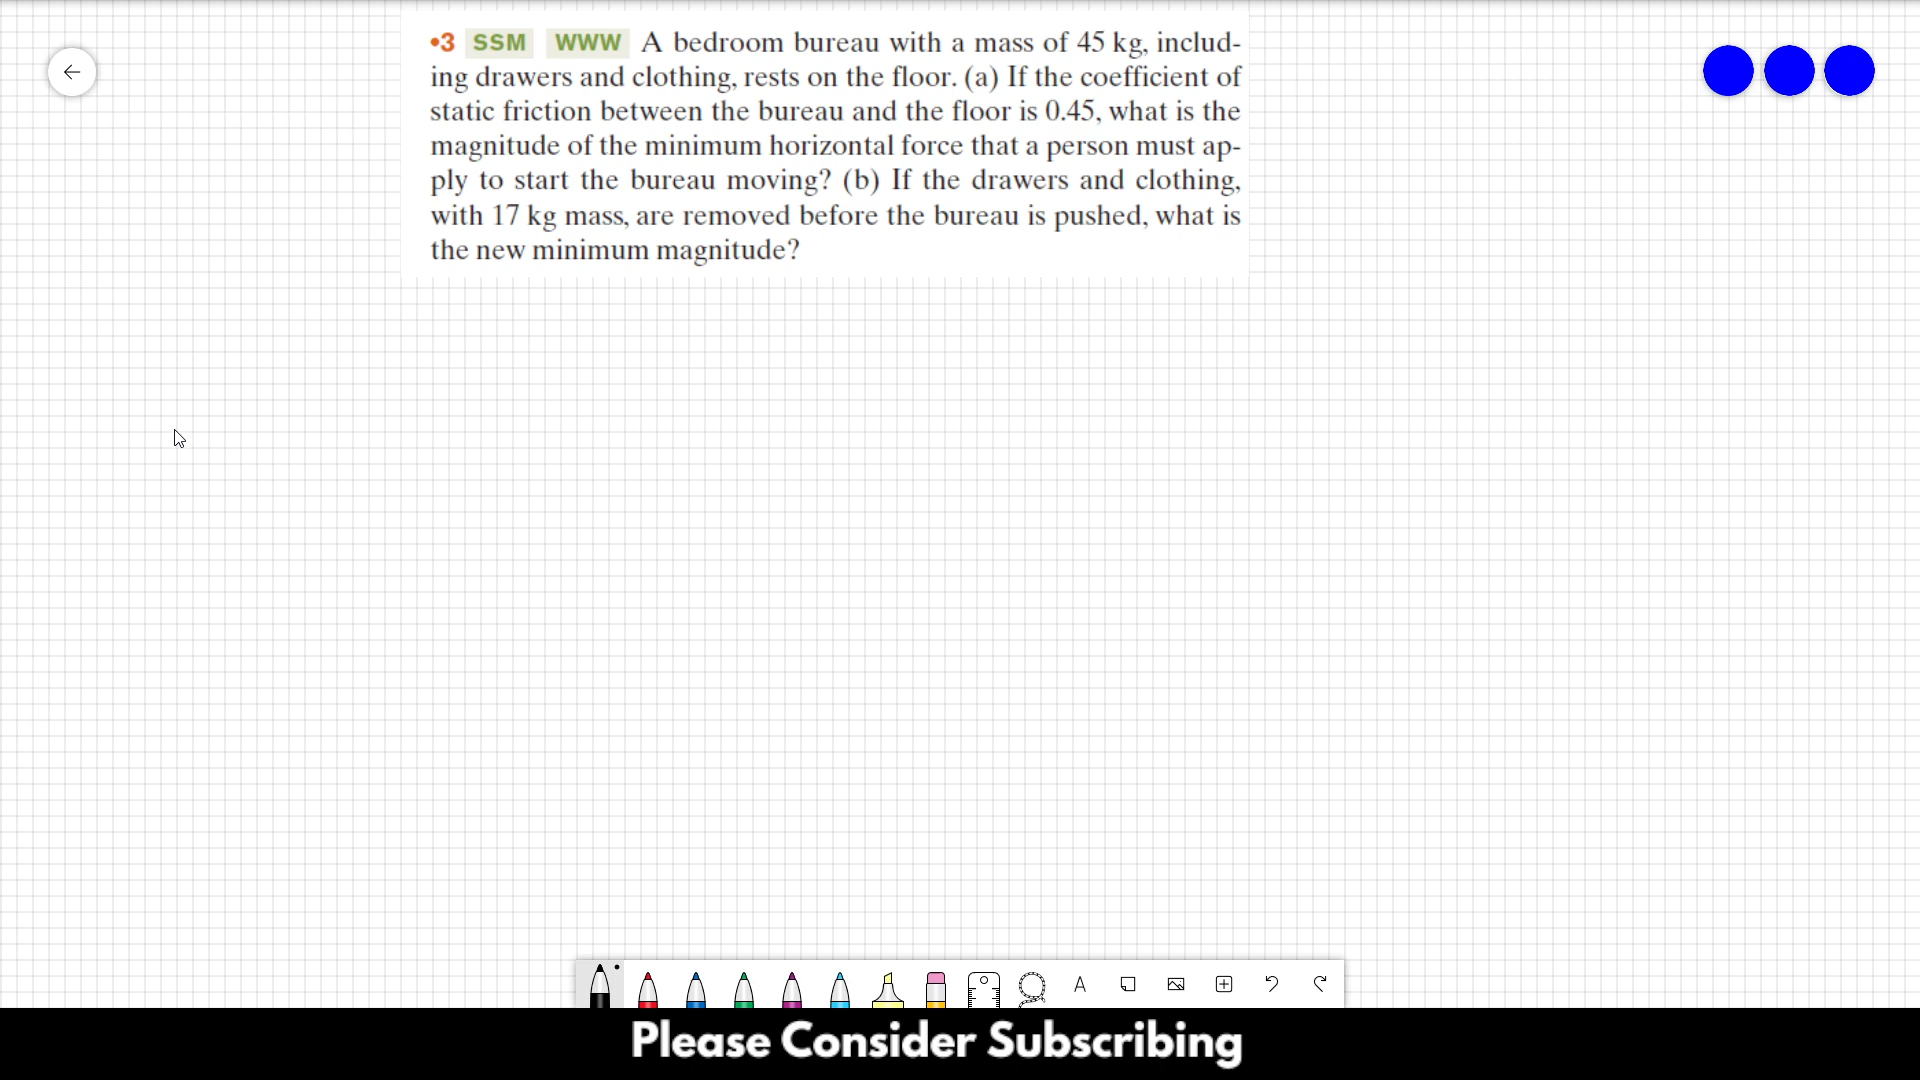 •3 SSM WWW A bedroom bureau with a mass of 45 kg, includ-
ing drawers and clothing, rests on the floor. (a) If the coefficient of
static friction between the bureau and the floor is 0.45, what is the
magnitude of the minimum horizontal force that a person must ap-
ply to start the bureau moving? (b) If the drawers and clothing,
with 17 kg mass, are removed before the bureau is pushed, what is
the new minimum magnitude?
A
Please Consider Subscribing